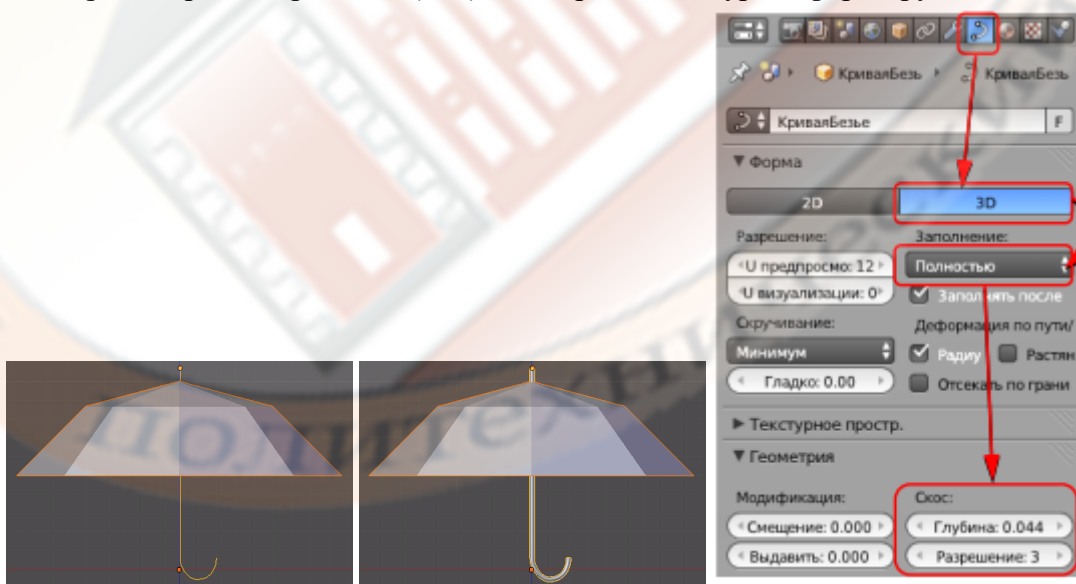 КриваяБезь
КриваяБезь
КриваяБезье
F
Форма
2D
3D
Разрешение:
Заполнение:
U предпросмо: 12
Полностью
U визуализации: 0
Заполнять после
Скручивание:
Деформация по пути/
Минимум
Радиу
Растян
Гладко: 0.00
Отсекать по грани
Текстурное простр.
Геометрия
Модификация:
Скос:
Смещение: 0.000
Глубина: 0.044
Выдавить: 0.000
Разрешение: 3